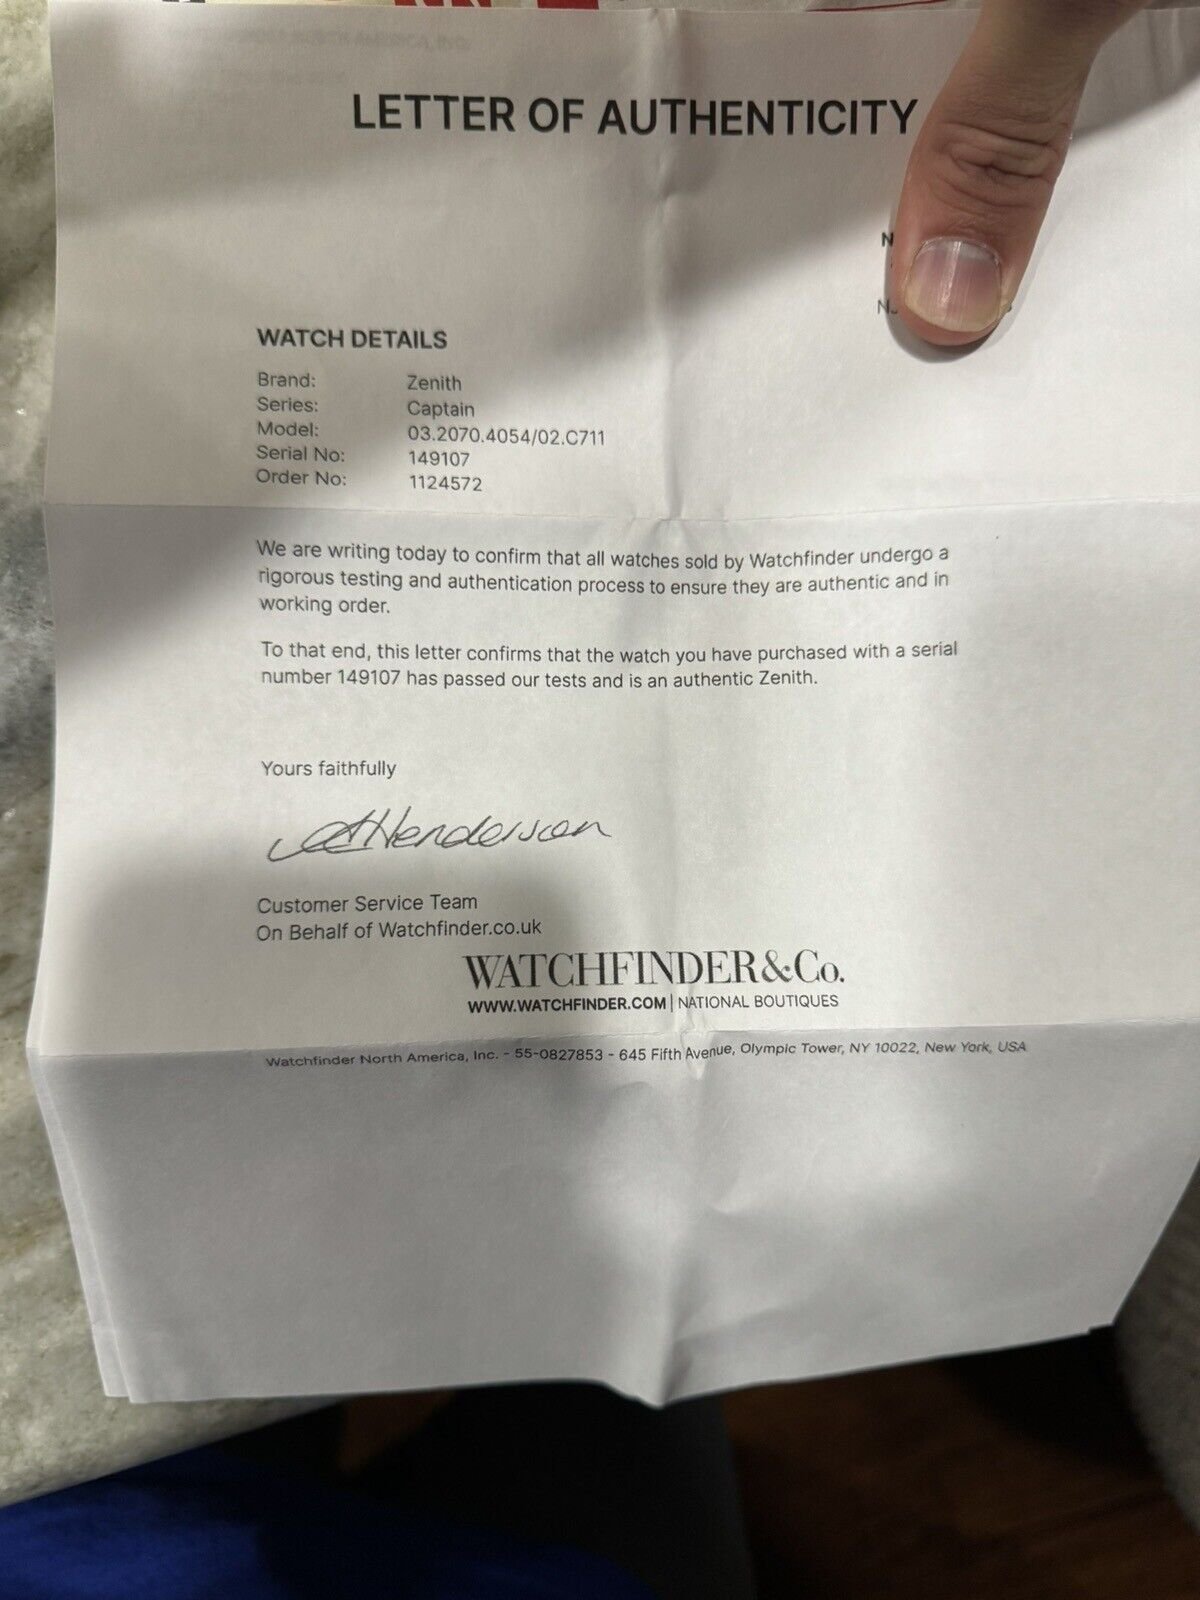 LETTER OF AUTHENTICITY
WATCH DETAILS
Brand: Zenith
Series: Captain
Model: 03.2070.4054/02.C711
Serial No: 149107
Order No: 1124572
We are writing today to confirm that all watches sold by Watchfinder undergo a
rigorous testing and authentication process to ensure they are authentic and in
working order.
To that end, this letter confirms that the watch you have purchased with a serial
number 149107 has passed our tests and is an authentic Zenith.
Yours faithfully
Henderson
Customer Service Team
On Behalf of Watchfinder.co.uk
WATCHFINDER&Co.
WWW.WATCHFINDER.COM | NATIONAL BOUTIQUES
Watchfinder North America, Inc. - 55-0827853 - 645 Fifth Avenue, Olympic Tower, NY 10022, New York, USA